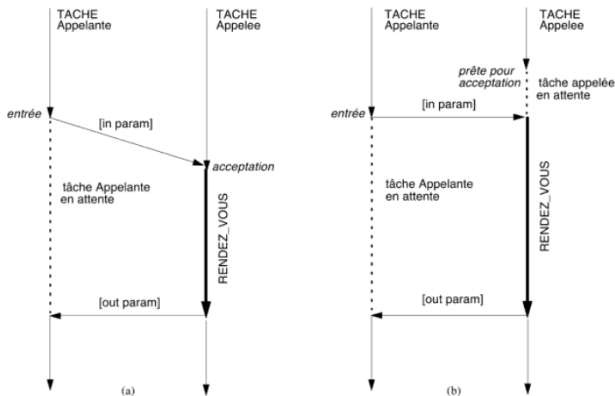 TACHE
Appelante
TACHE
Appelee
entrée
[in param]
acceptation
tâche Appelante
en attente
RENDEZ_VOUS
[out param]
(a)
TACHE
Appelante
TACHE
Appelee
prête pour
acceptation
tâche appelée
en attente
entrée
[in param]
tâche Appelante
en attente
RENDEZ_VOUS
[out param]
(b)